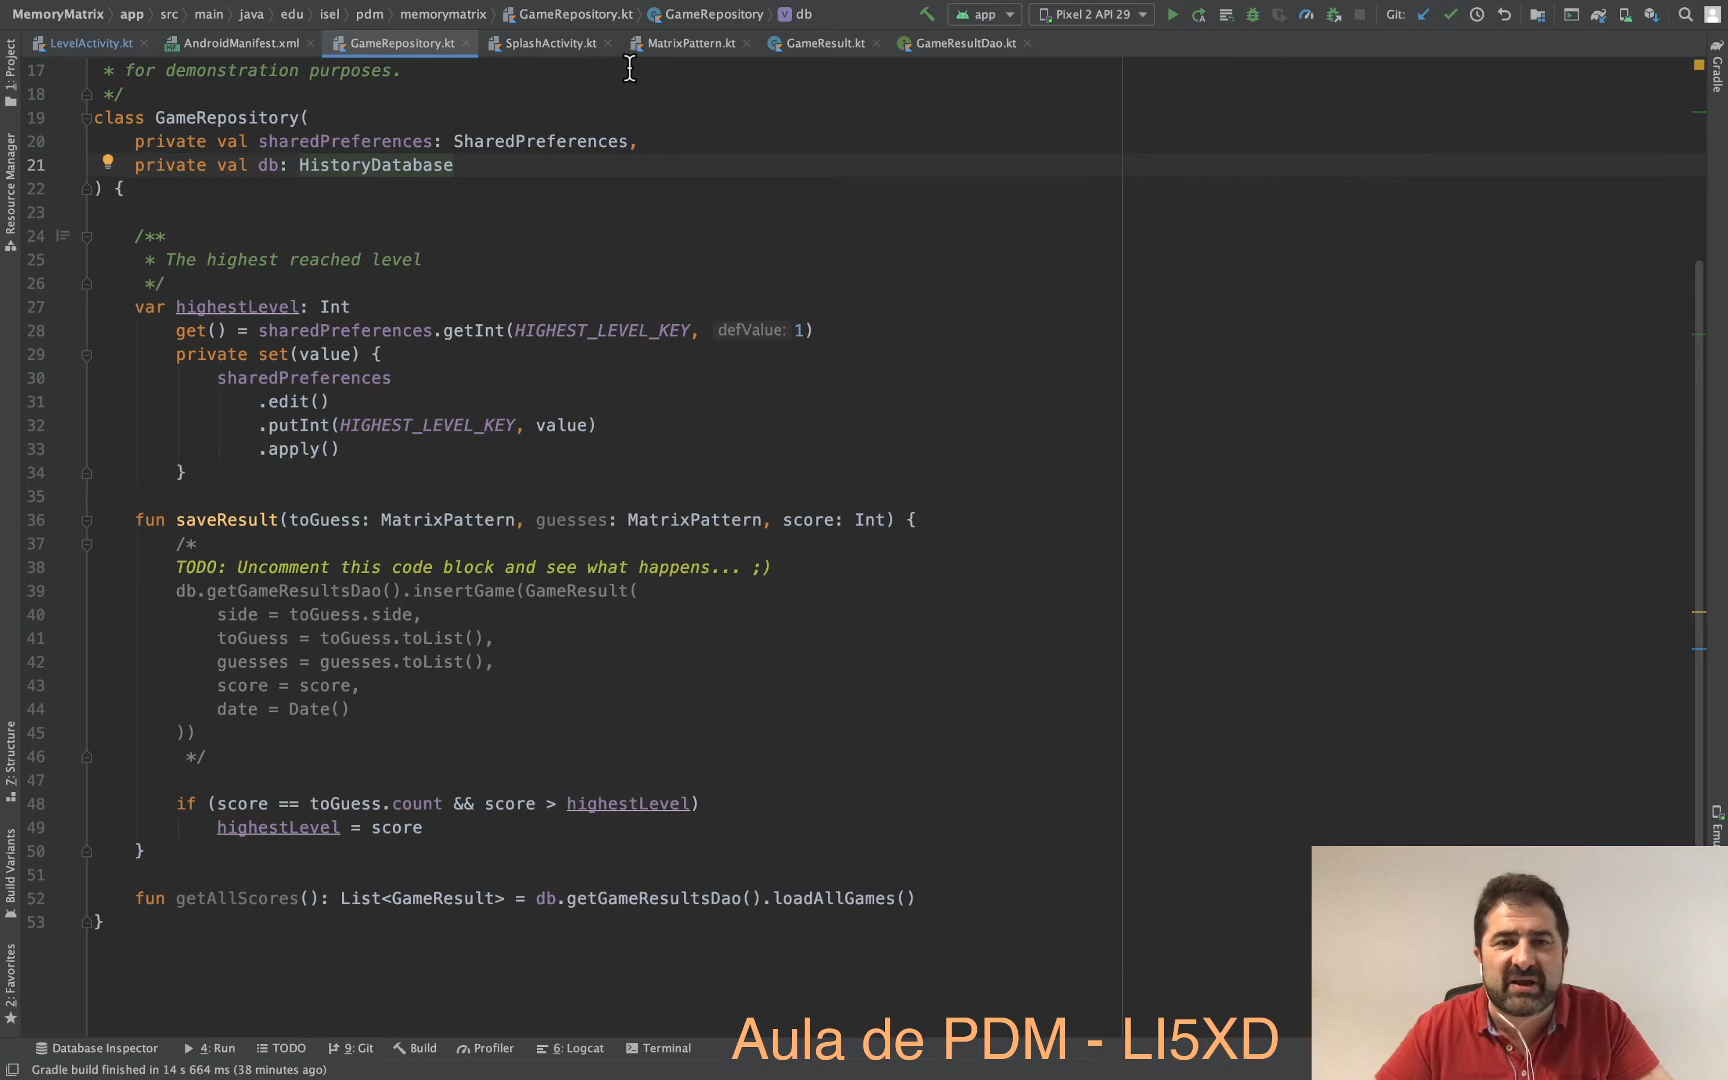 MemoryMatrix app src main java edu isel pdm memorymatrix GameRepository.kt GameRepository db app Pixel 2 API 29 Git:
LevelActivity.kt AndroidManifest.xml GameRepository.kt SplashActivity.kt MatrixPattern.kt GameResult.kt GameResultDao.kt
1: Project
Resource Manager
Z: Structure
Build Variants
2: Favorites
Gradle
17 * for demonstration purposes.
18 */
19 class GameRepository(
20 private val sharedPreferences: SharedPreferences,
21 private val db: HistoryDatabase
22 ) {
23
24 /**
25 * The highest reached level
26 */
27 var highestLevel: Int
28 get() = sharedPreferences.getInt(HIGHEST_LEVEL_KEY, defValue: 1)
29 private set(value) {
30 sharedPreferences
31 .edit()
32 .putInt(HIGHEST_LEVEL_KEY, value)
33 .apply()
34 }
35
36 fun saveResult(toGuess: MatrixPattern, guesses: MatrixPattern, score: Int) {
37 /*
38 TODO: Uncomment this code block and see what happens... ;)
39 db.getGameResultsDao().insertGame(GameResult(
40 side = toGuess.side,
41 toGuess = toGuess.toList(),
42 guesses = guesses.toList(),
43 score = score,
44 date = Date()
45 ))
46 */
47
48 if (score == toGuess.count && score > highestLevel)
49 highestLevel = score
50 }
51
52 fun getAllScores(): List<GameResult> = db.getGameResultsDao().loadAllGames()
53 }
Aula de PDM - LI5XD
Database Inspector 4: Run TODO 9: Git Build Profiler 6: Logcat Terminal
Gradle build finished in 14 s 664 ms (38 minutes ago)